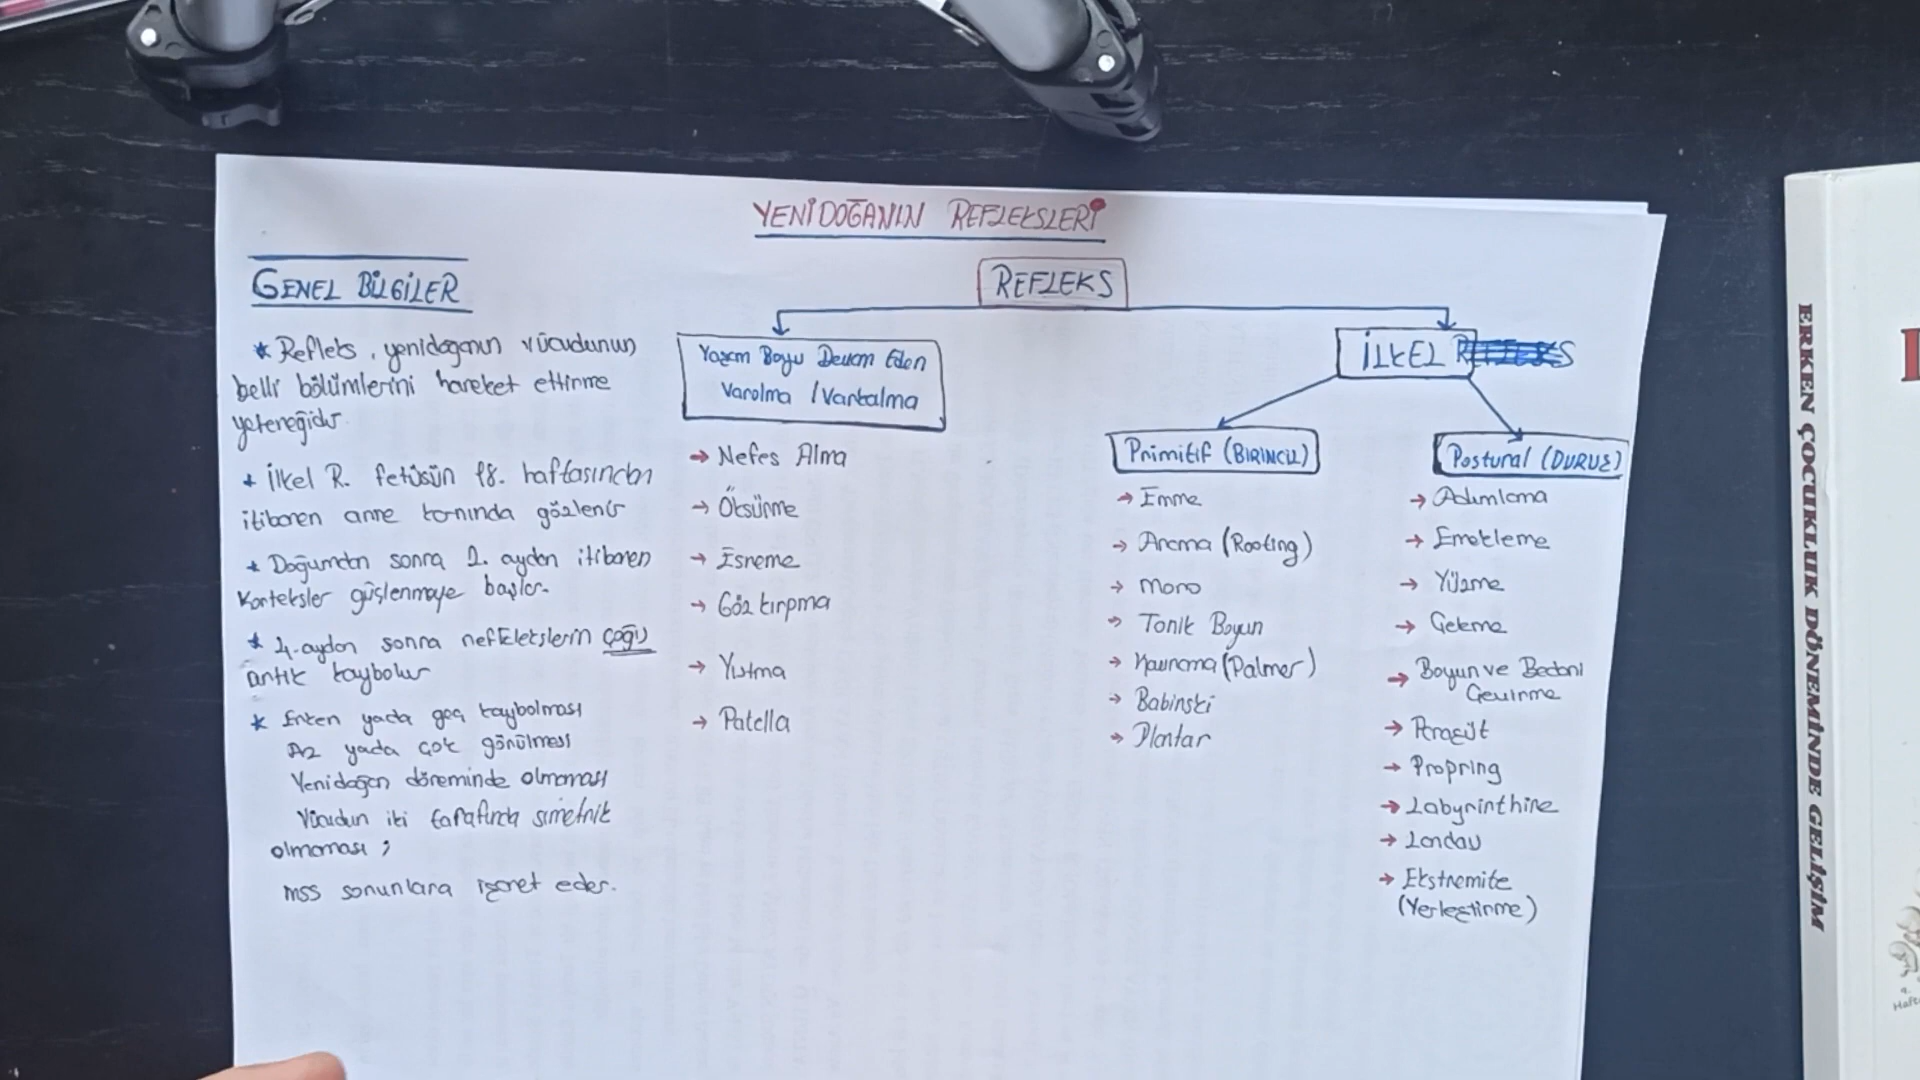 YENİDOĞANIN REFLEKSLERİ
GENEL BİLGİLER
* Refleks, yenidoğanın vücudunun
belli bölümlerini hareket ettirme
yeteneğidir.
* İlkel R. fetüsün 18. haftasından
itibaren anne karnında gözlenir
* Doğumdan sonra 2. aydan itibaren
Korteksler güçlenmeye başlar.
* 4. aydan sonra refleklerin çoğu
artık kaybolur
* Erken yada geç kaybolması
Az yada çok görülmesi
Yenidoğan döneminde olmaması
Vücudun iki tarafında simetrik
olmaması ;
MSS sorunlara işaret eder.
REFLEKS
Yaşam Boyu Devam Eden
Varolma / Varkalma
→ Nefes Alma
→ Öksürme
→ Esneme
→ Göz kırpma
→ Yutma
→ Patella
İLKEL
Primitif (BİRİNCİL)
→ Emme
→ Arama (Rooting)
→ Moro
→ Tonik Boyun
→ Kavrama (Palmer)
→ Babinski
→ Plantar
Postural (DURUŞ)
→ Adımlama
→ Emekleme
→ Yüzme
→ Çekme
→ Boyun ve Bedeni
Çevirme
→ Paraşüt
→ Propring
→ Labyrinthine
→ Landau
→ Ekstremite
(Yerleştirme)
ERKEN ÇOCUKLUK DÖNEMİNDE GELİŞİM